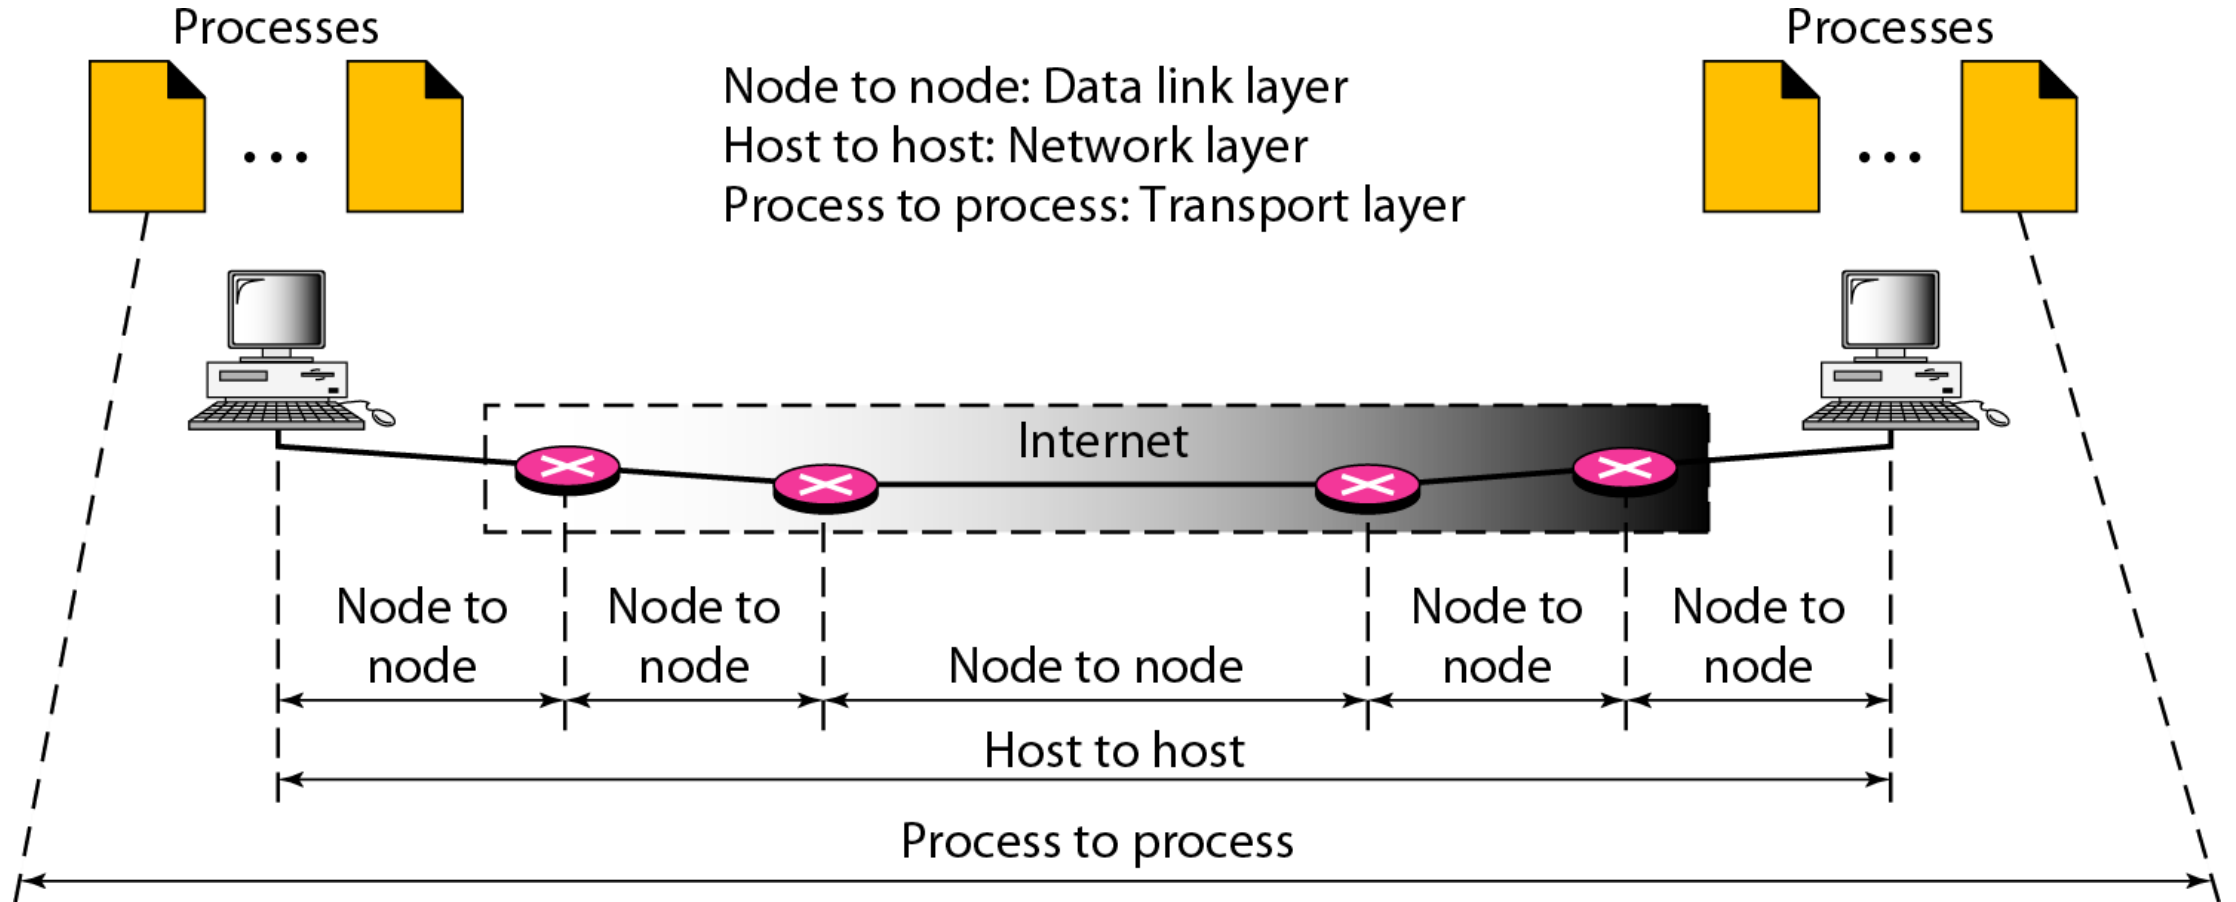 Processes
Processes
Node to node: Data link layer
Host to host: Network layer
Process to process: Transport layer
Internet
Node to
node
Node to
node
Node to node
Node to
node
Node to
node
Host to host
Process to process